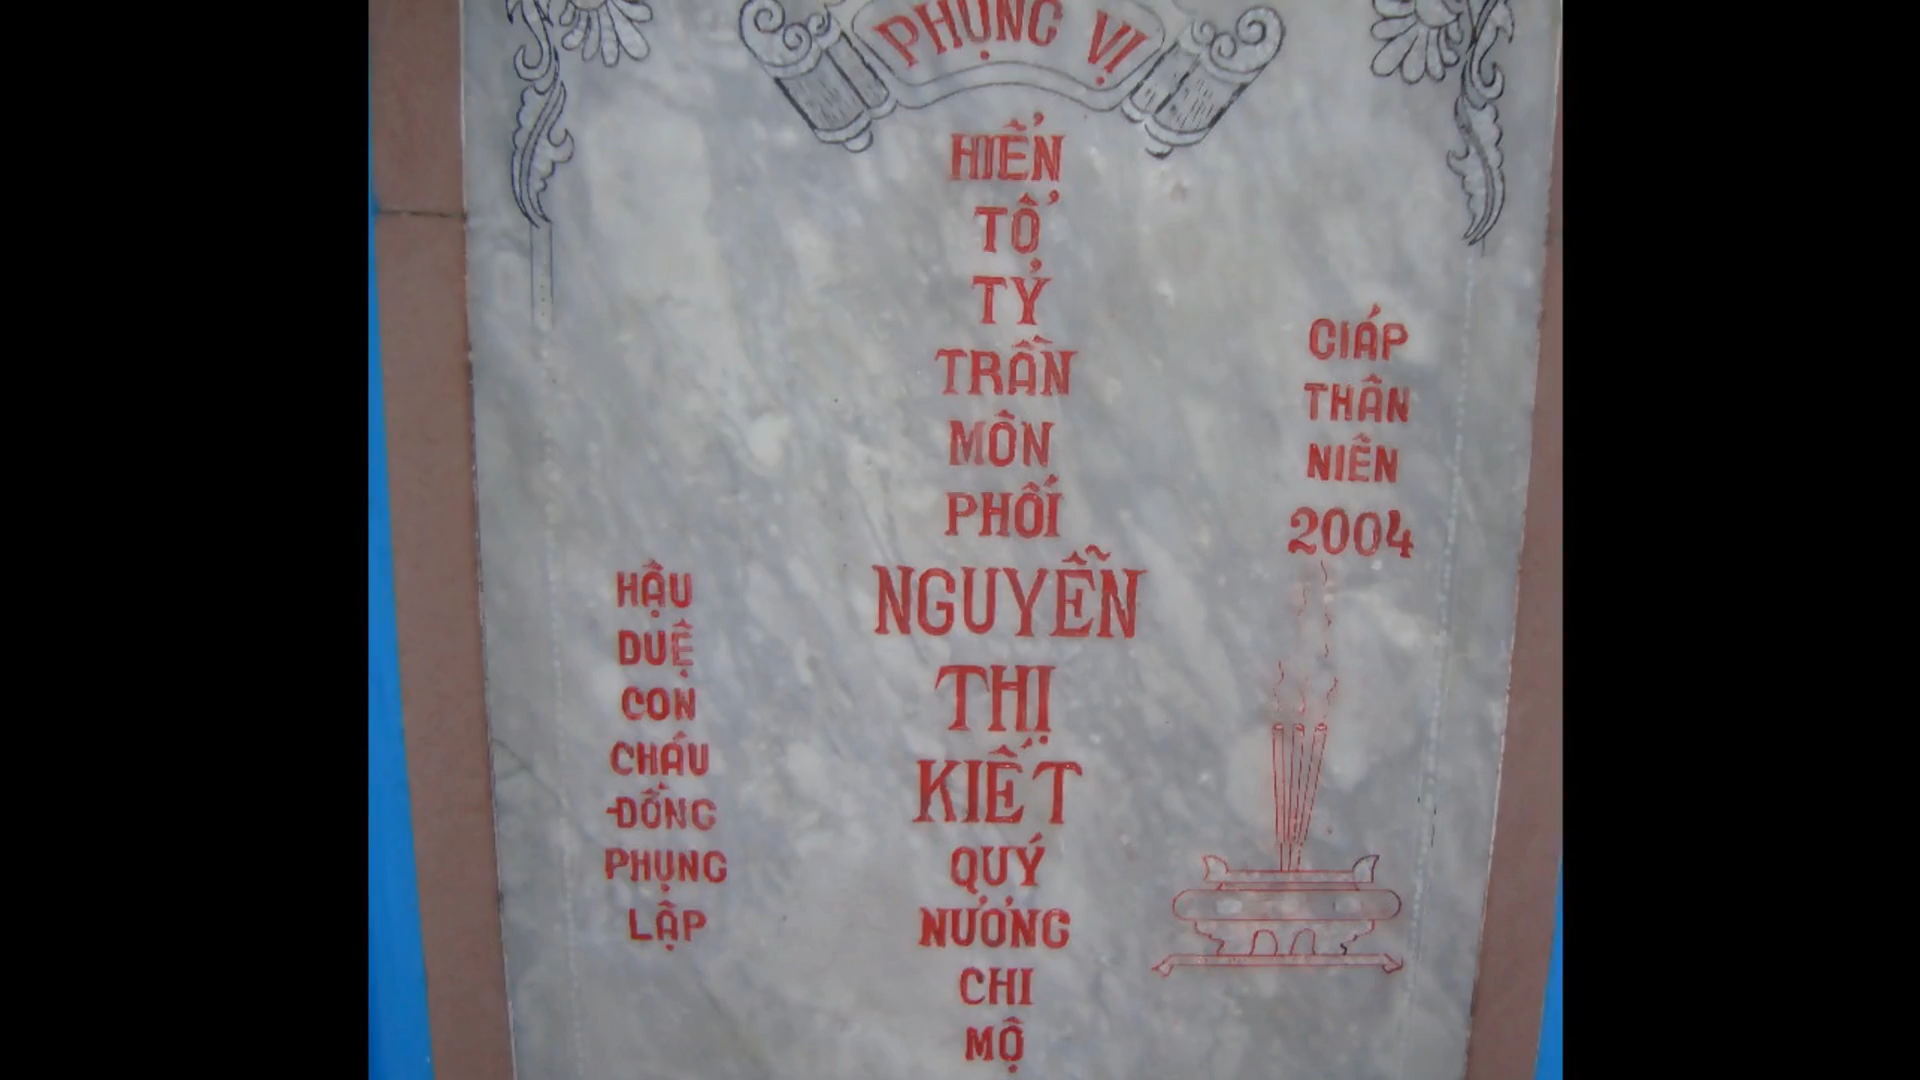 PHỤNG VỊ
HIỂN
TỔ
TỶ
TRẦN
MÔN
PHỐI
NGUYỄN
THỊ
KIẾT
QUÝ
NƯƠNG
CHI
MỘ
GIÁP
THÂN
NIÊN
2004
HẬU
DUỆ
CON
CHÁU
ĐỒNG
PHỤNG
LẬP